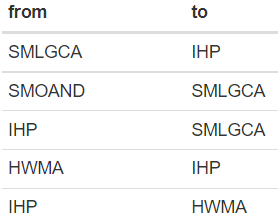 from to
SMLGCA IHP
SMOAND SMLGCA
IHP SMLGCA
HWMA IHP
IHP HWMA